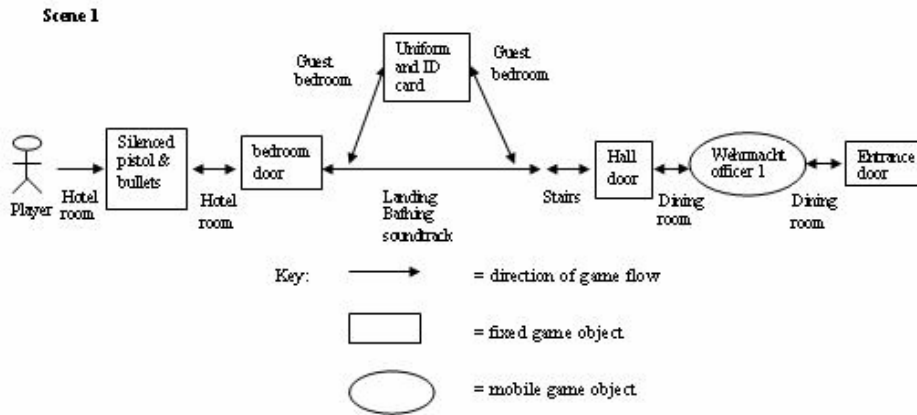 Scene 1
Guest
bedroom
Uniform
and ID
card
Guest
bedroom
Player
Hotel
room
Silenced
pistol &
bullets
Hotel
room
bedroom
door
Landing
Bathing
soundtrack
Stairs
Hall
door
Dining
room
Wehrmacht
officer 1
Dining
room
Entrance
door
Key:
= direction of game flow
= fixed game object
= mobile game object